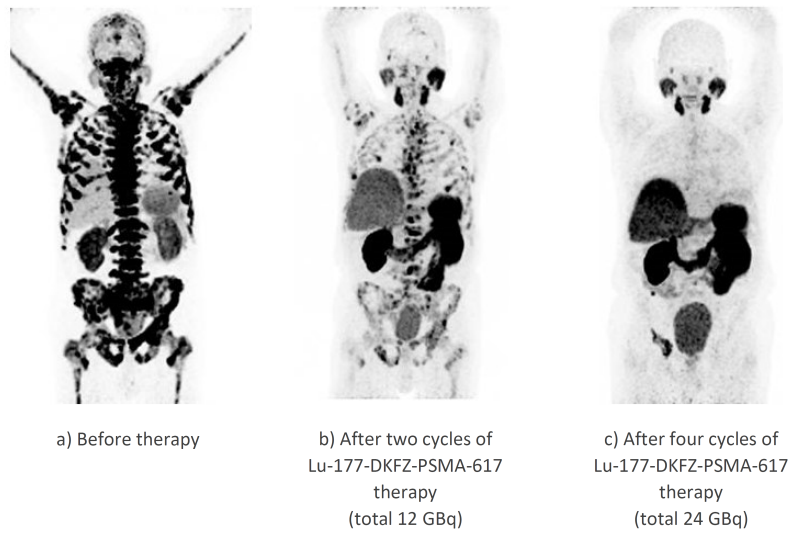 a) Before therapy
b) After two cycles of
Lu-177-DKFZ-PSMA-617
therapy
(total 12 GBq)
c) After four cycles of
Lu-177-DKFZ-PSMA-617
therapy
(total 24 GBq)